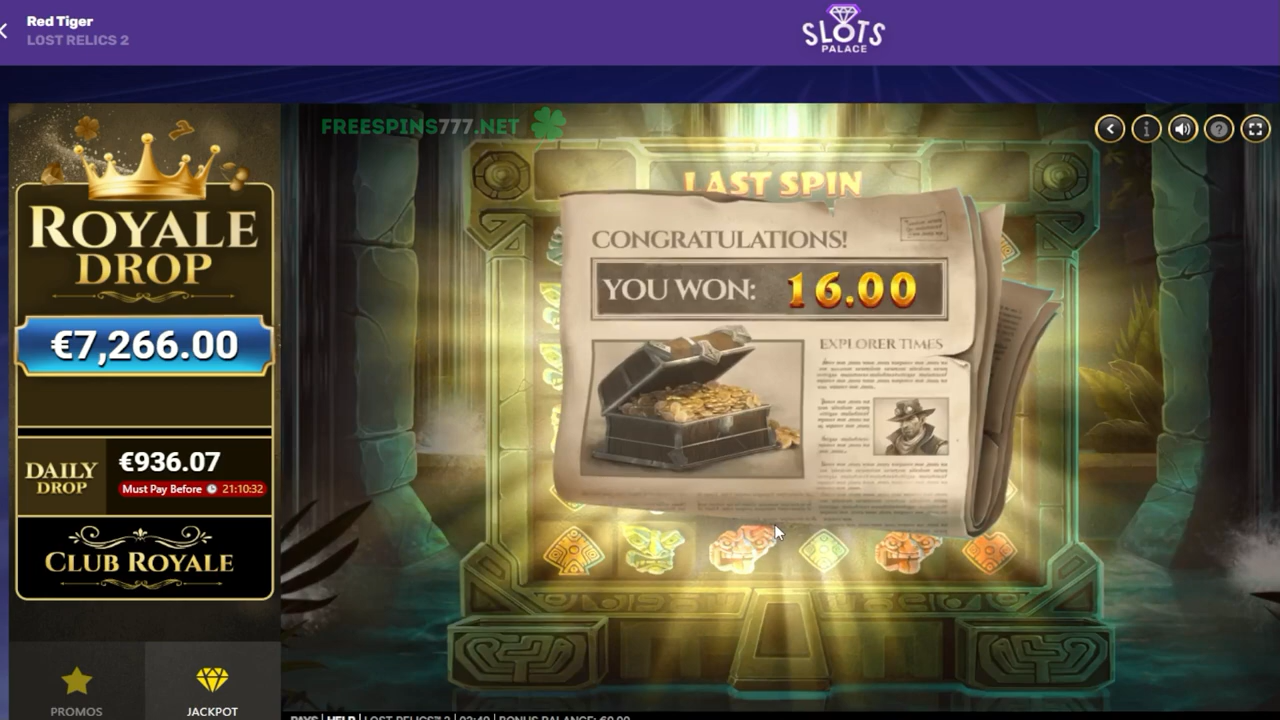 Red Tiger
LOST RELICS 2
SLOTS
PALACE
FREESPINS777.NET
ROYALE
DROP
€7,266.00
DAILY
DROP
€936.07
Must Pay Before 21:10:32
CLUB ROYALE
PROMOS
JACKPOT
LAST SPIN
CONGRATULATIONS!
YOU WON: 16.00
EXPLORER TIMES